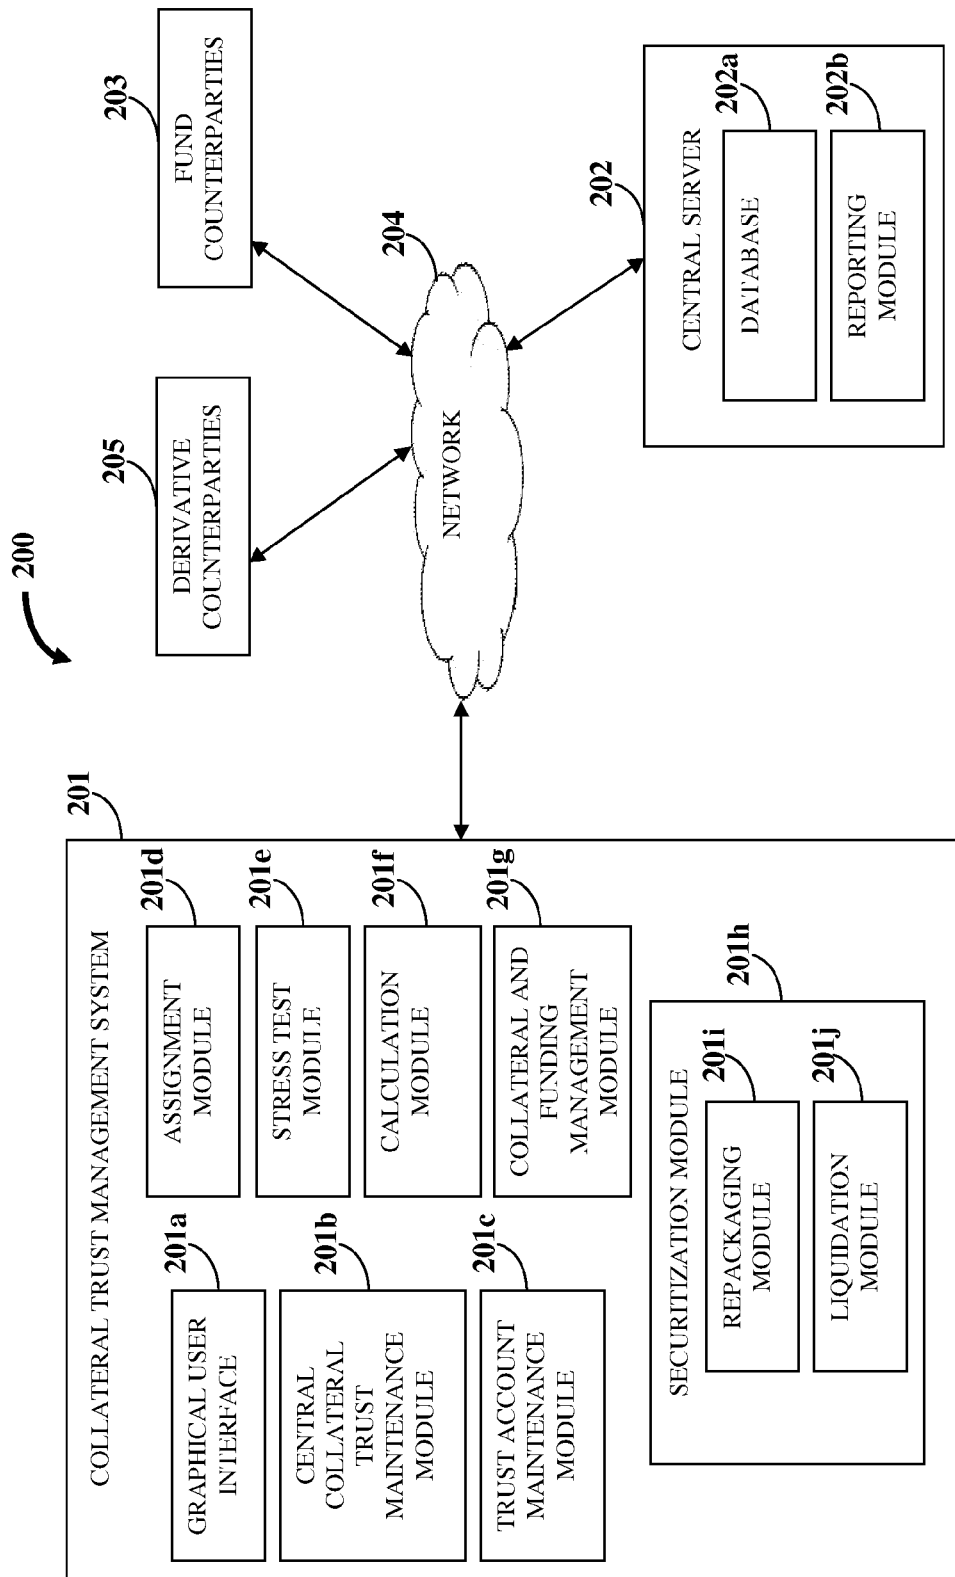 200
201
COLLATERAL TRUST MANAGEMENT SYSTEM
201a
GRAPHICAL USER
INTERFACE
201b
CENTRAL
COLLATERAL
TRUST
MAINTENANCE
MODULE
201c
TRUST ACCOUNT
MAINTENANCE
MODULE
201d
ASSIGNMENT
MODULE
201e
STRESS TEST
MODULE
201f
CALCULATION
MODULE
201g
COLLATERAL AND
FUNDING
MANAGEMENT
MODULE
201h
SECURITIZATION MODULE
201i
REPACKAGING
MODULE
201j
LIQUIDATION
MODULE
205
DERIVATIVE
COUNTERPARTIES
203
FUND
COUNTERPARTIES
204
NETWORK
202
CENTRAL SERVER
202a
DATABASE
202b
REPORTING
MODULE